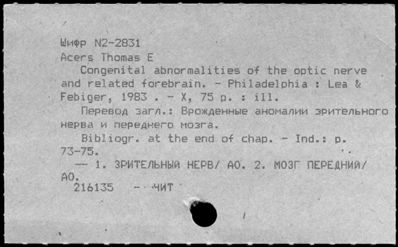 Шифр N2-2831
Acers Thomas E
Congenital abnormalities of the optic nerve
and related forebrain. - Philadelphia : Lea &
Febiger, 1983 . - X, 75 p. : ill.
Перевод загл.: Врожденные аномалии зрительного
нерва и переднего мозга.
Bibliogr. at the end of chap. - Ind.: p.
73-75.
— 1. ЗРИТЕЛЬНЫЙ НЕРВ/ АО. 2. МОЗГ ПЕРЕДНИЙ/
АО.
216135 - ЧИТ